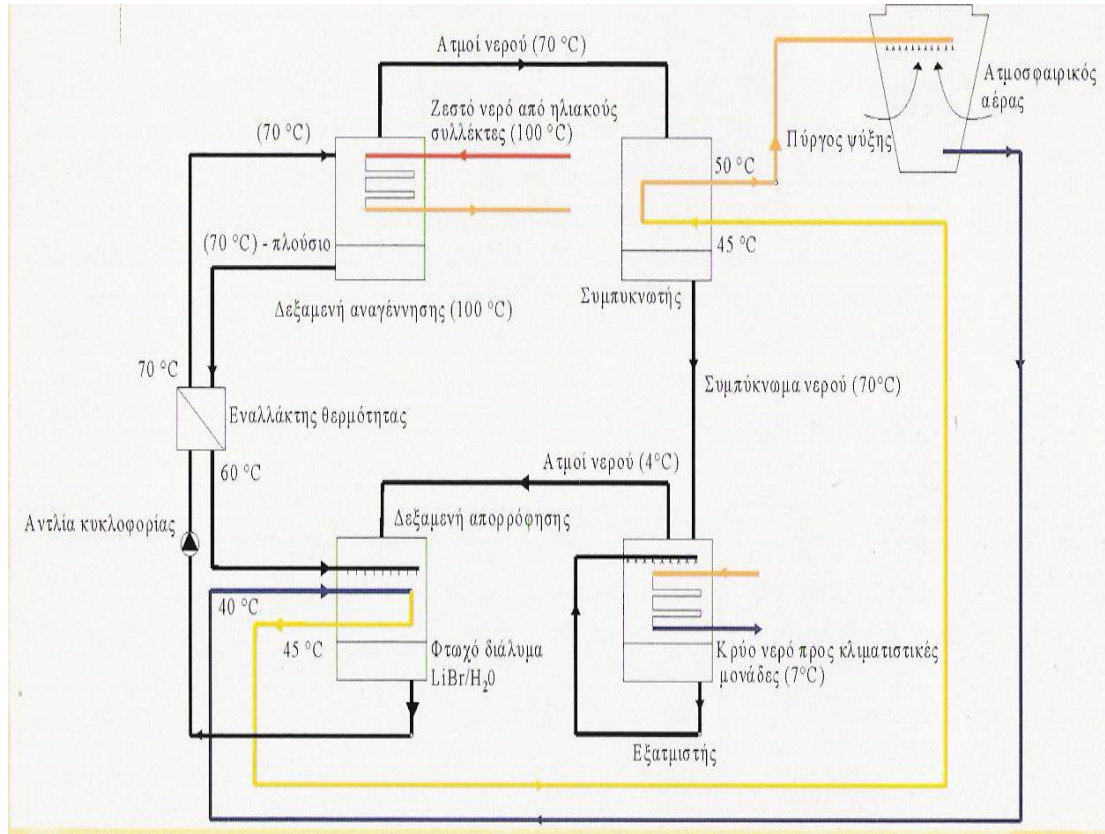 Ατμοί νερού (70 °C)
Ατμοσφαιρικός
αέρας
Ζεστό νερό από ηλιακούς
συλλέκτες (100 °C)
(70 °C)
Πύργος ψύξης
50 °C
(70 °C) - πλούσιο
45 °C
Δεξαμενή αναγέννησης (100 °C)
Συμπυκνωτής
70 °C
Συμπύκνωμα νερού (70°C)
Εναλλάκτης θερμότητας
60 °C
Ατμοί νερού (4°C)
Αντλία κυκλοφορίας
Δεξαμενή απορρόφησης
40 °C
45 °C
Φτωχό διάλυμα
LiBr/H₂0
Κρύο νερό προς κλιματιστικές
μονάδες (7°C)
Εξατμιστής